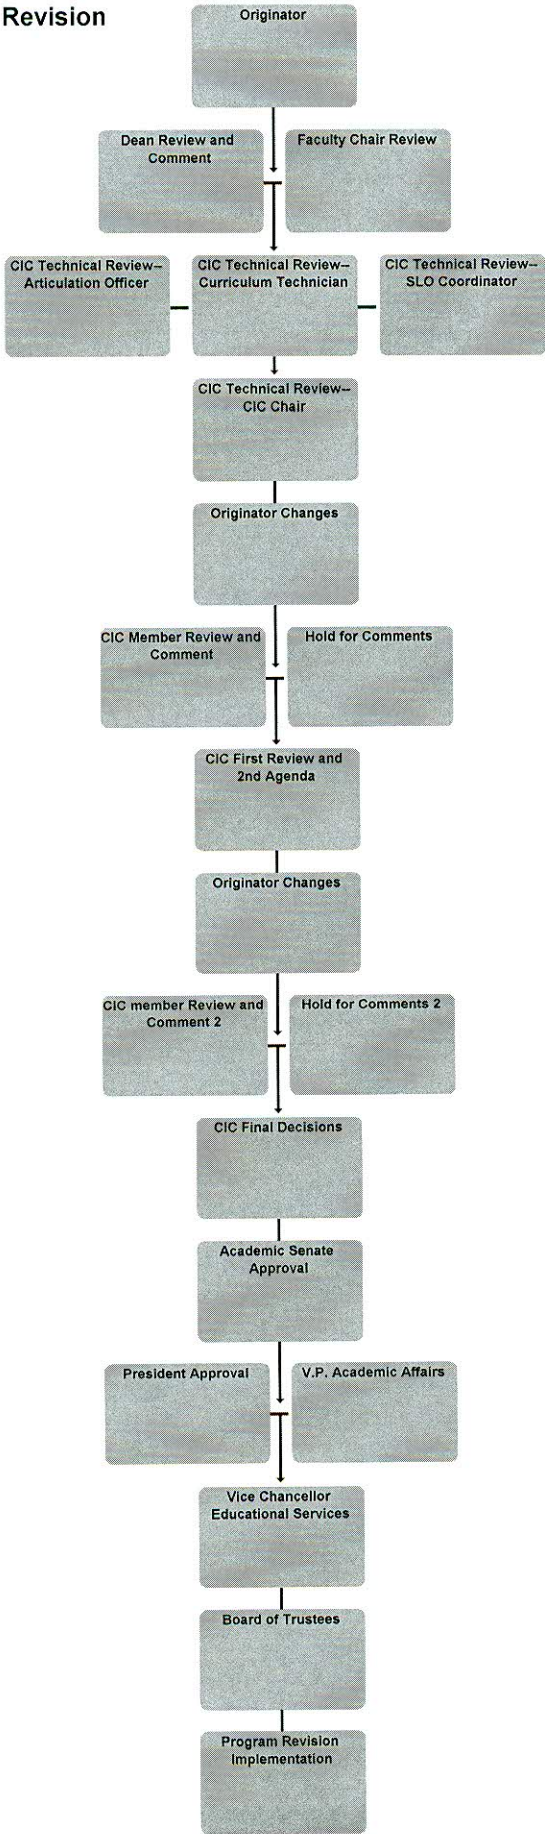 Revision
Originator
Dean Review and
Comment
Faculty Chair Review
CIC Technical Review--
Articulation Officer
CIC Technical Review--
Curriculum Technician
CIC Technical Review--
SLO Coordinator
CIC Technical Review--
CIC Chair
Originator Changes
CIC Member Review and
Comment
Hold for Comments
CIC First Review and
2nd Agenda
Originator Changes
CIC member Review and
Comment 2
Hold for Comments 2
CIC Final Decisions
Academic Senate
Approval
President Approval
V.P. Academic Affairs
Vice Chancellor
Educational Services
Board of Trustees
Program Revision
Implementation